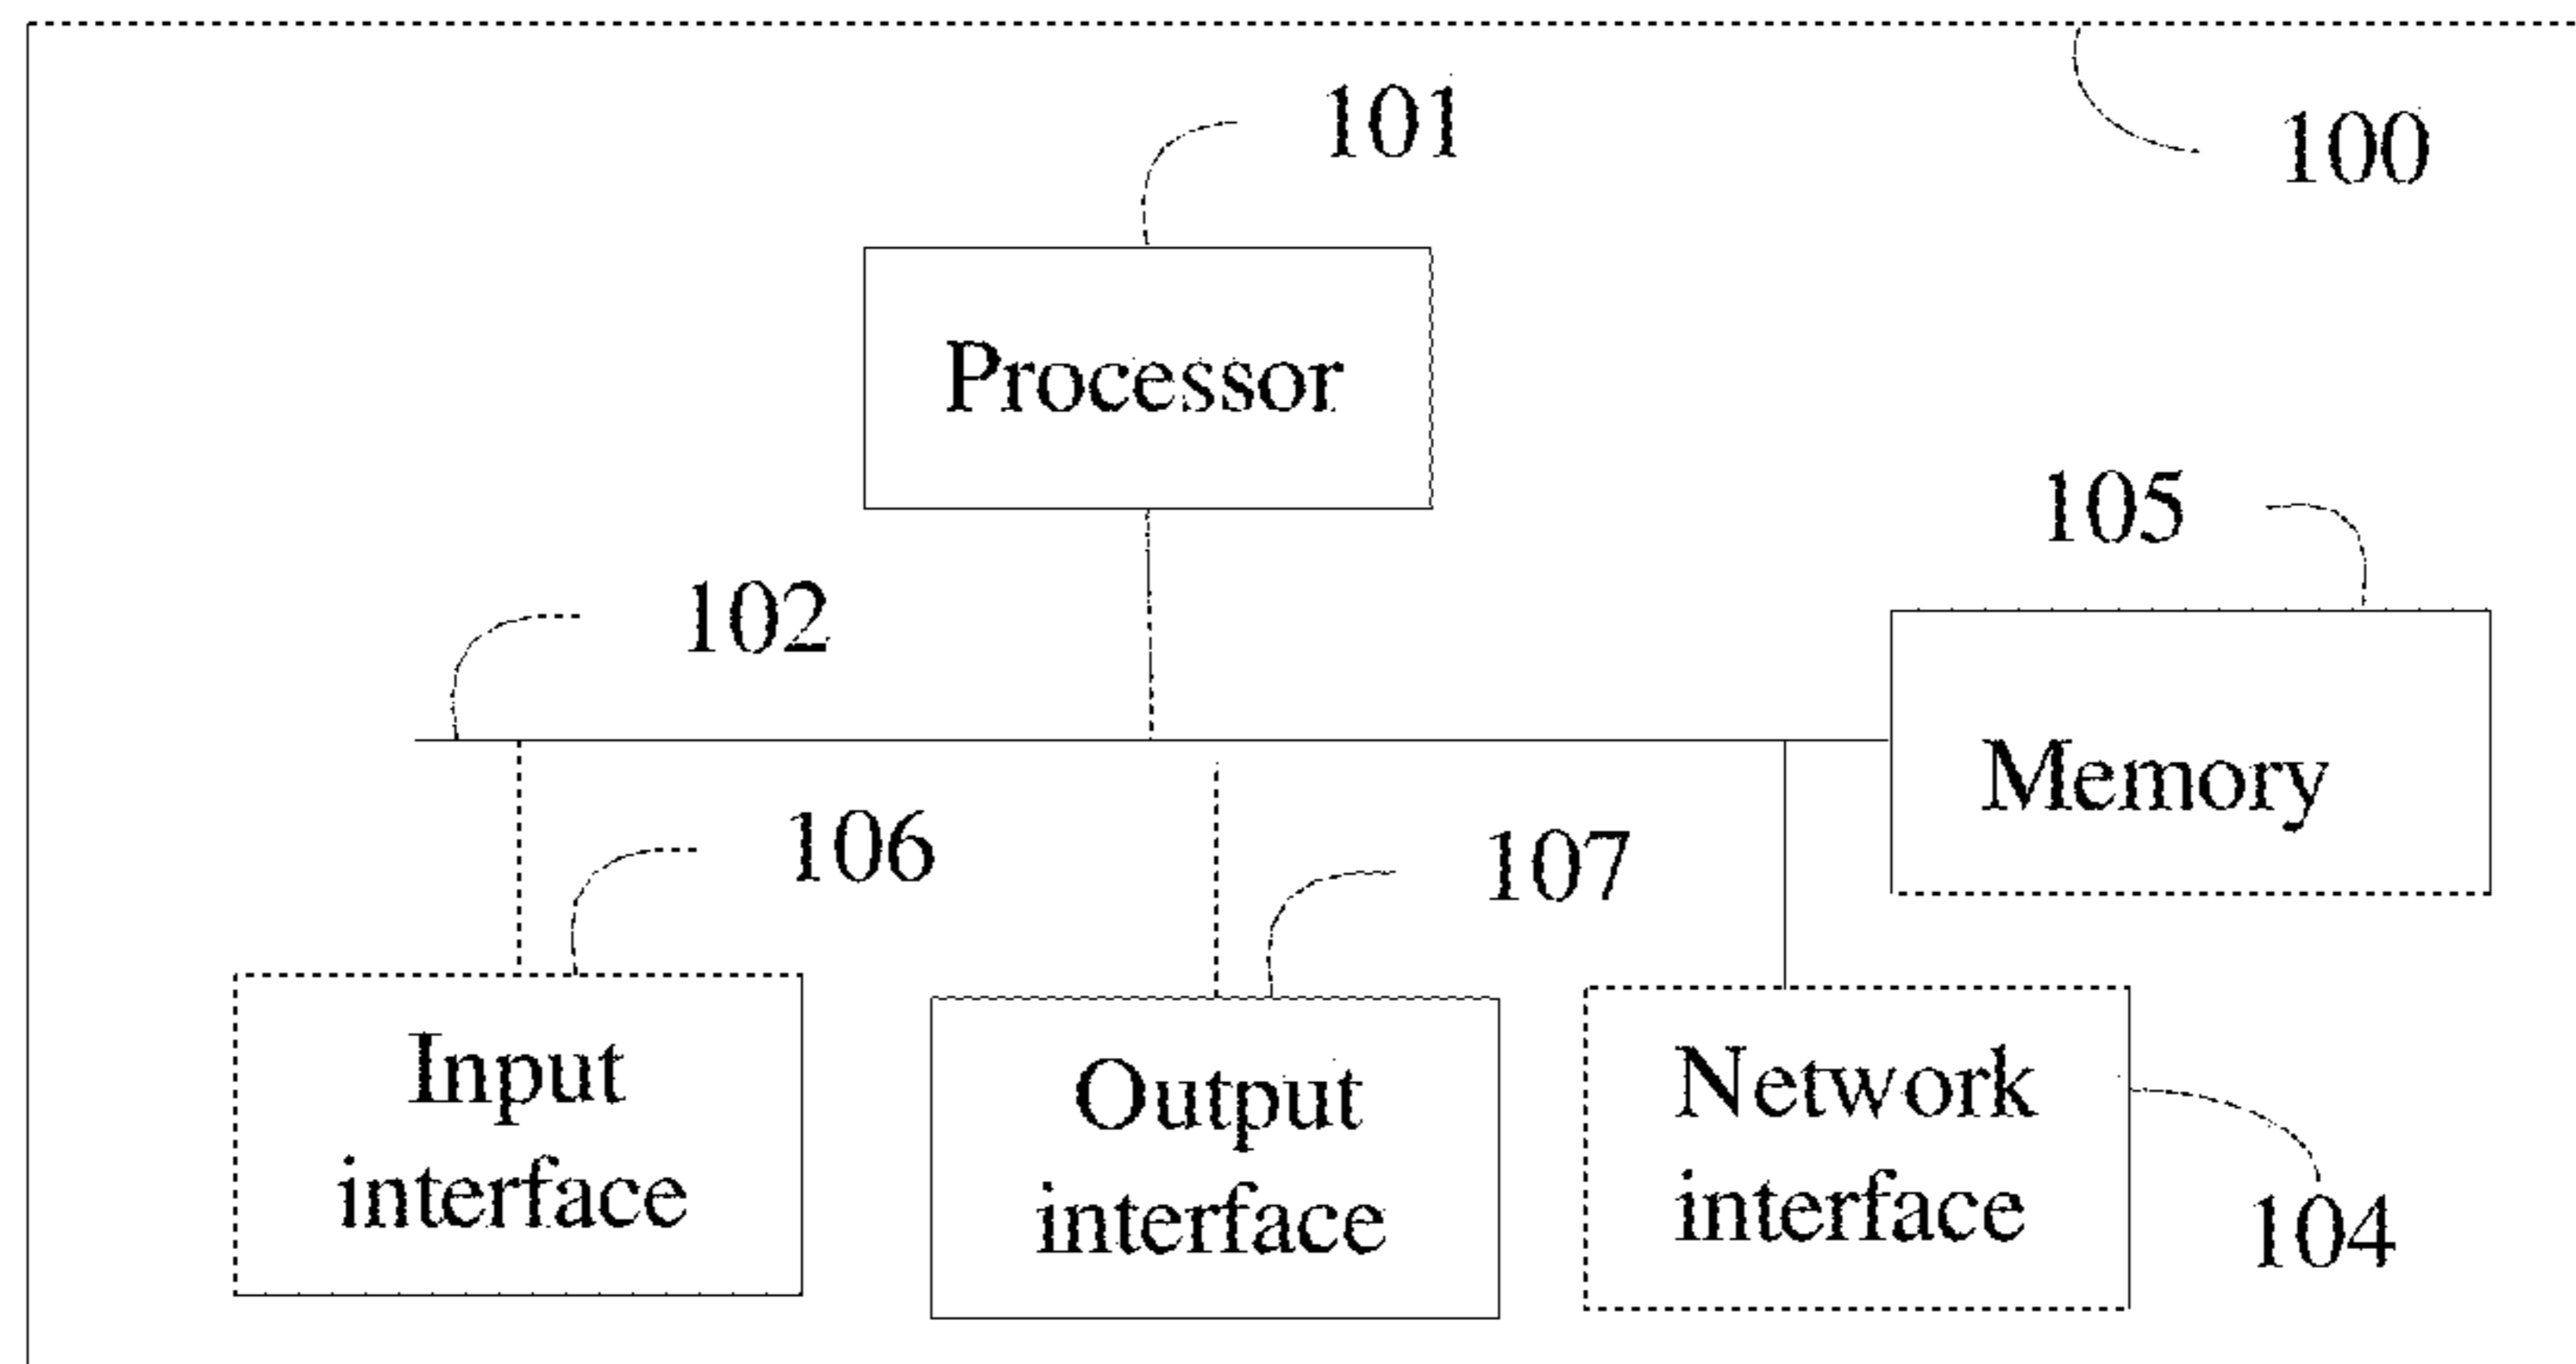 101
100
Processor
105
102
Memory
106
107
Input
interface
Output
interface
Network
interface
104